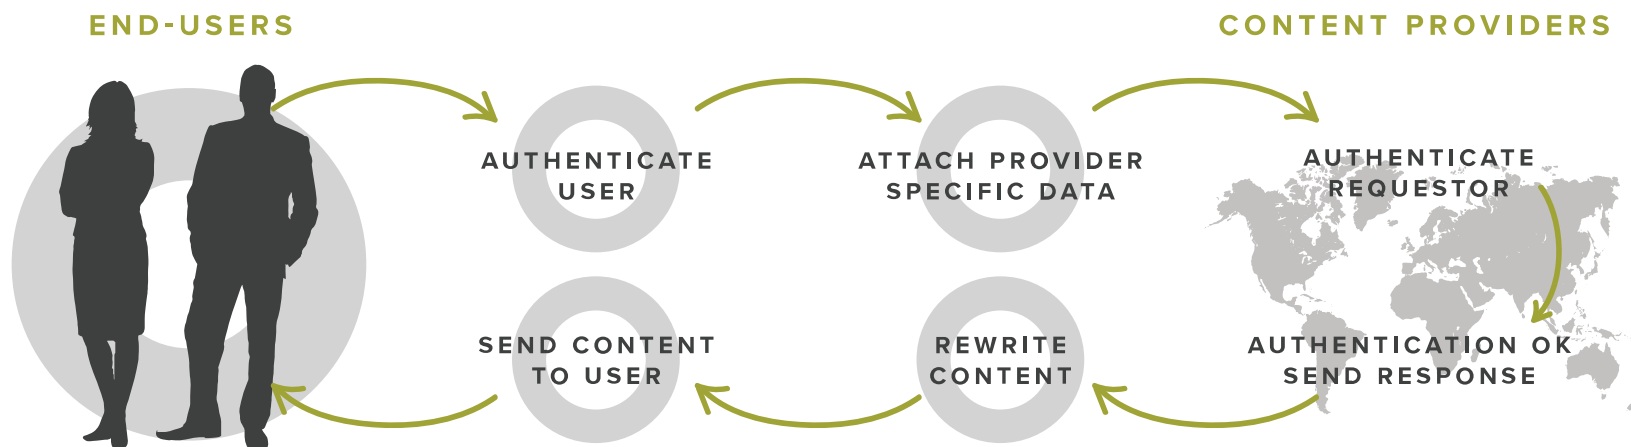 END-USERS
CONTENT PROVIDERS
AUTHENTICATE
USER
ATTACH PROVIDER
SPECIFIC DATA
AUTHENTICATE
REQUESTOR
SEND CONTENT
TO USER
REWRITE
CONTENT
AUTHENTICATION OK
SEND RESPONSE